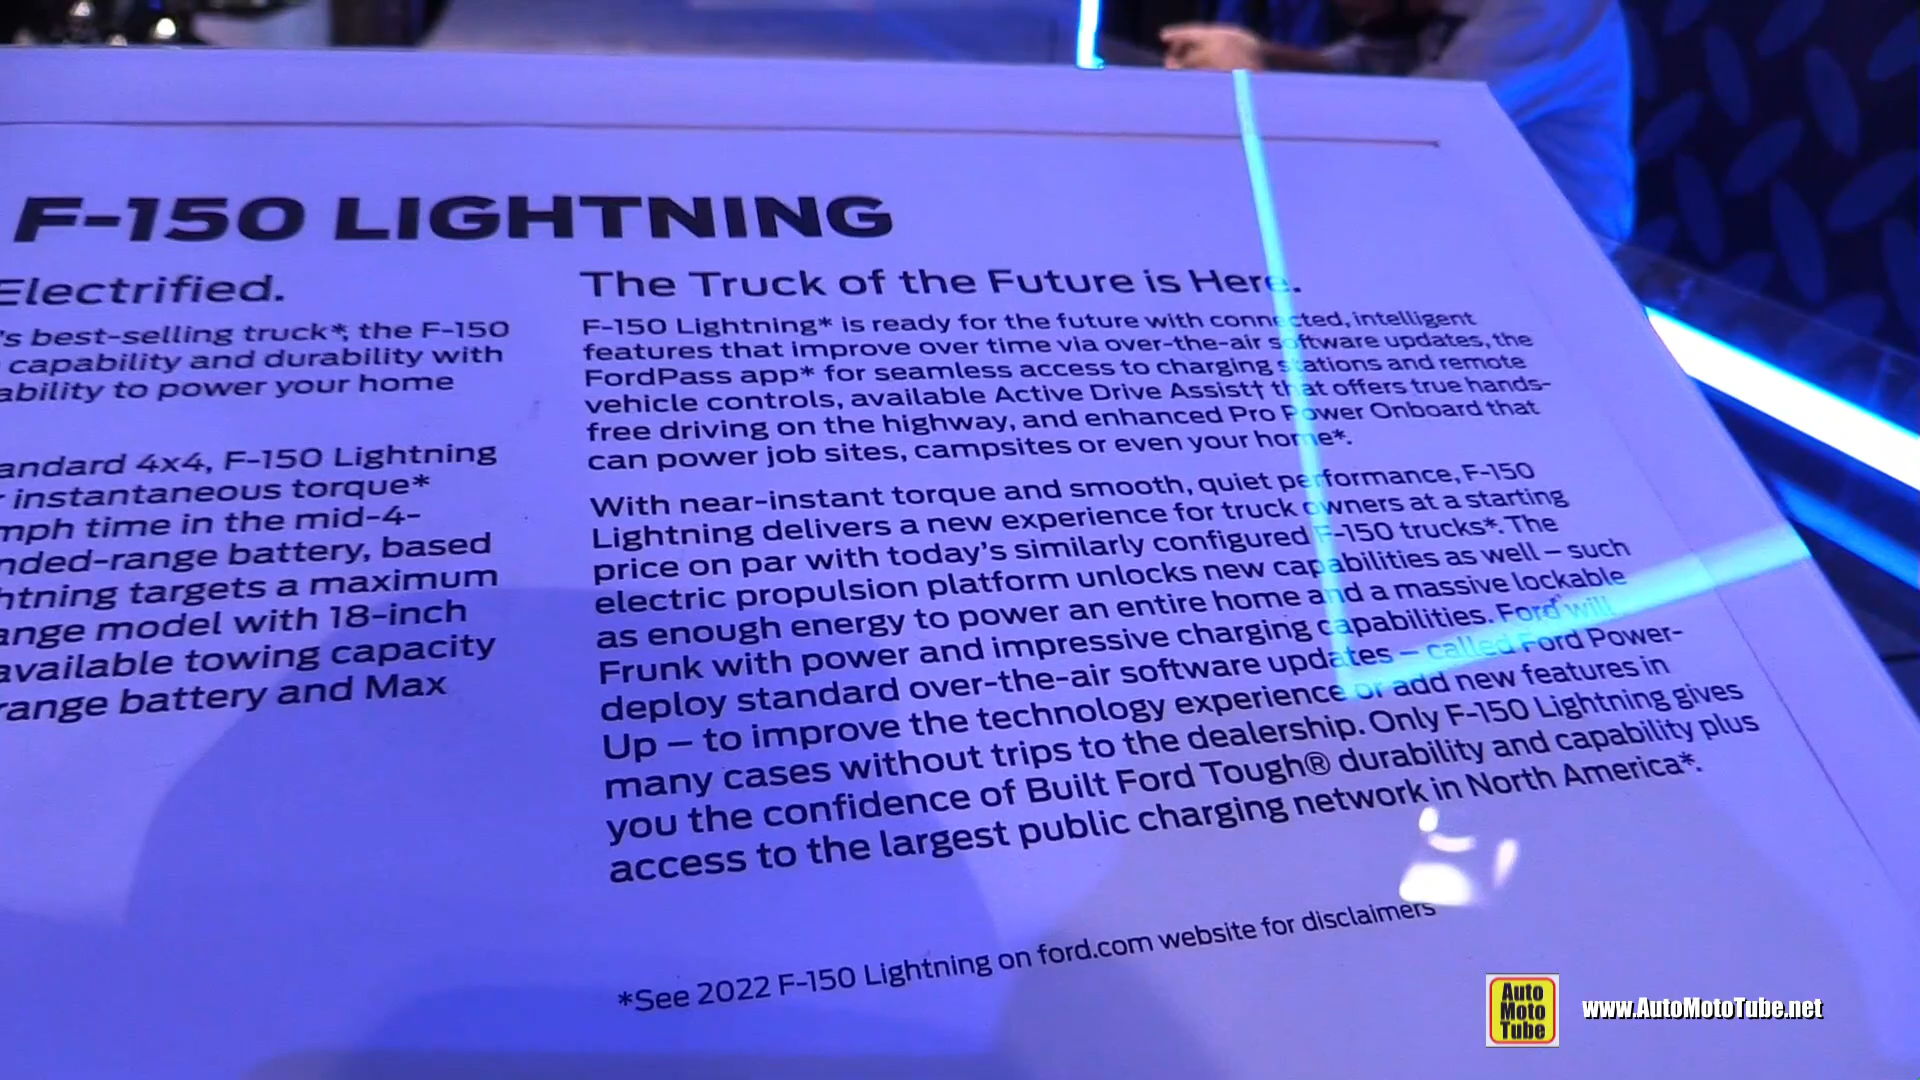 F-150 LIGHTNING
Electrified.
's best-selling truck*, the F-150
capability and durability with
ability to power your home
andard 4x4, F-150 Lightning
instantaneous torque*
mph time in the mid-4-
nded-range battery, based
htning targets a maximum
ange model with 18-inch
available towing capacity
range battery and Max
The Truck of the Future is Here.
F-150 Lightning* is ready for the future with connected, intelligent
features that improve over time via over-the-air software updates, the
FordPass app* for seamless access to charging stations and remote
vehicle controls, available Active Drive Assist† that offers true hands-
free driving on the highway, and enhanced Pro Power Onboard that
can power job sites, campsites or even your home*.
With near-instant torque and smooth, quiet performance, F-150
Lightning delivers a new experience for truck owners at a starting
price on par with today's similarly configured F-150 trucks*. The
electric propulsion platform unlocks new capabilities as well – such
as enough energy to power an entire home and a massive lockable
Frunk with power and impressive charging capabilities. Ford will
deploy standard over-the-air software updates – called Ford Power-
Up – to improve the technology experience or add new features in
many cases without trips to the dealership. Only F-150 Lightning gives
you the confidence of Built Ford Tough® durability and capability plus
access to the largest public charging network in North America*.
*See 2022 F-150 Lightning on ford.com website for disclaimers
Auto
Moto
Tube
www.AutoMotoTube.net